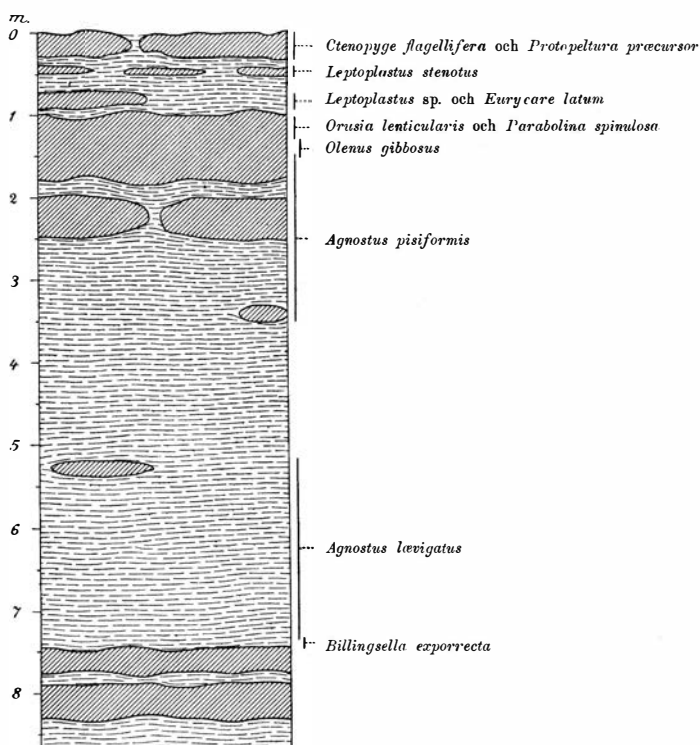 m.
0
Ctenopyge flagellifera och Protopeltura præcursor
Leptoplastus stenotus
Leptoplastus sp. och Eurycare latum
1
Orusia lenticularis och Parabolina spinulosa
Olenus gibbosus
2
Agnostus pisiformis
3
4
5
6
Agnostus lævigatus
7
Billingsella exporrecta
8